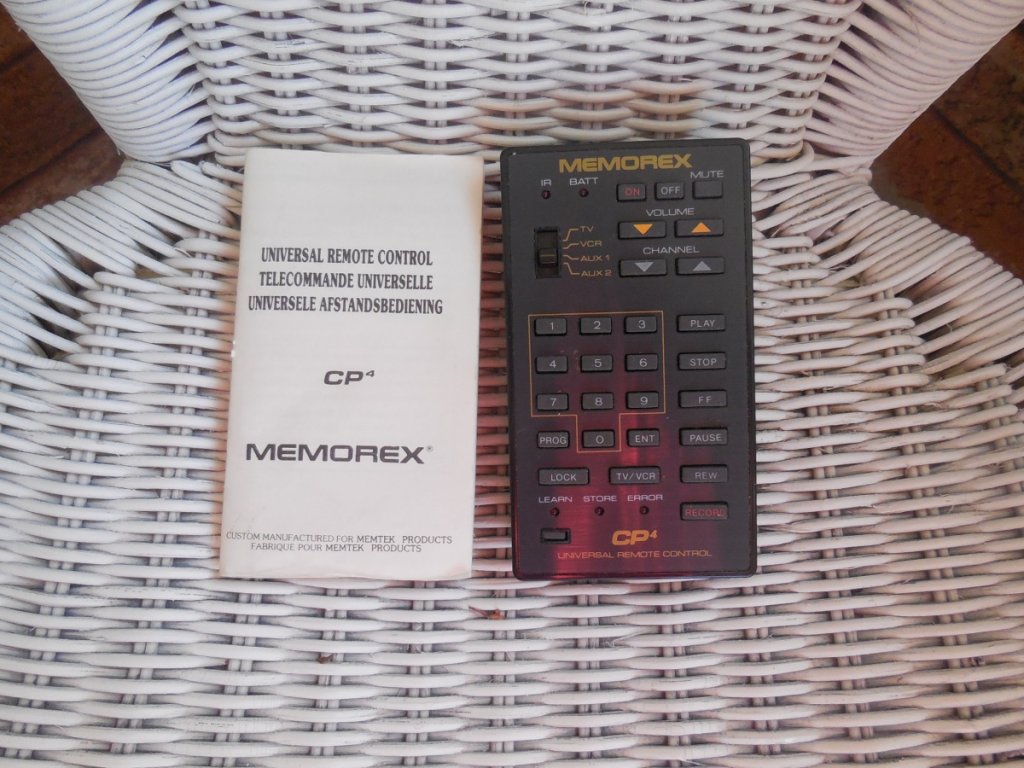 UNIVERSAL REMOTE CONTROL
TELECOMMANDE UNIVERSELLE
UNIVERSELE AFSTANDSBEDIENING
CP⁴
MEMOREX®
CUSTOM MANUFACTURED FOR MEMTEK PRODUCTS
FABRIQUE POUR MEMTEK PRODUCTS
MEMOREX
IR BATT ON OFF MUTE
VOLUME
TV
VCR
AUX 1
AUX 2
CHANNEL
1 2 3 PLAY
4 5 6 STOP
7 8 9 FF
PROG 0 ENT PAUSE
LOCK TV/VCR REW
LEARN STORE ERROR
RECORD
CP⁴
UNIVERSAL REMOTE CONTROL